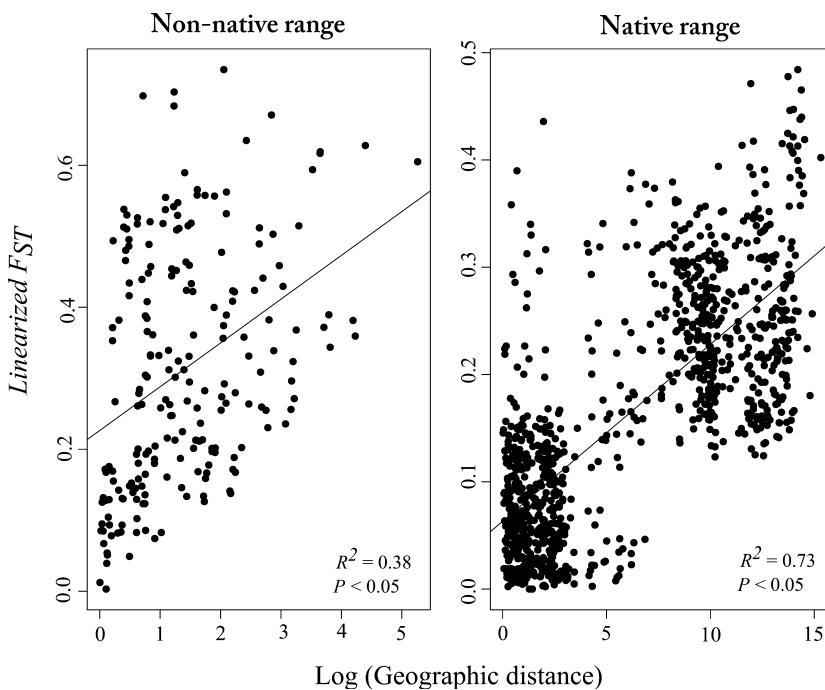 Non-native range
Native range
Linearized FST
0.0
0.2
0.4
0.6
0
1
2
3
4
5
R² = 0.38
P < 0.05
0.0
0.1
0.2
0.3
0.4
0.5
0
5
10
15
R² = 0.73
P < 0.05
Log (Geographic distance)